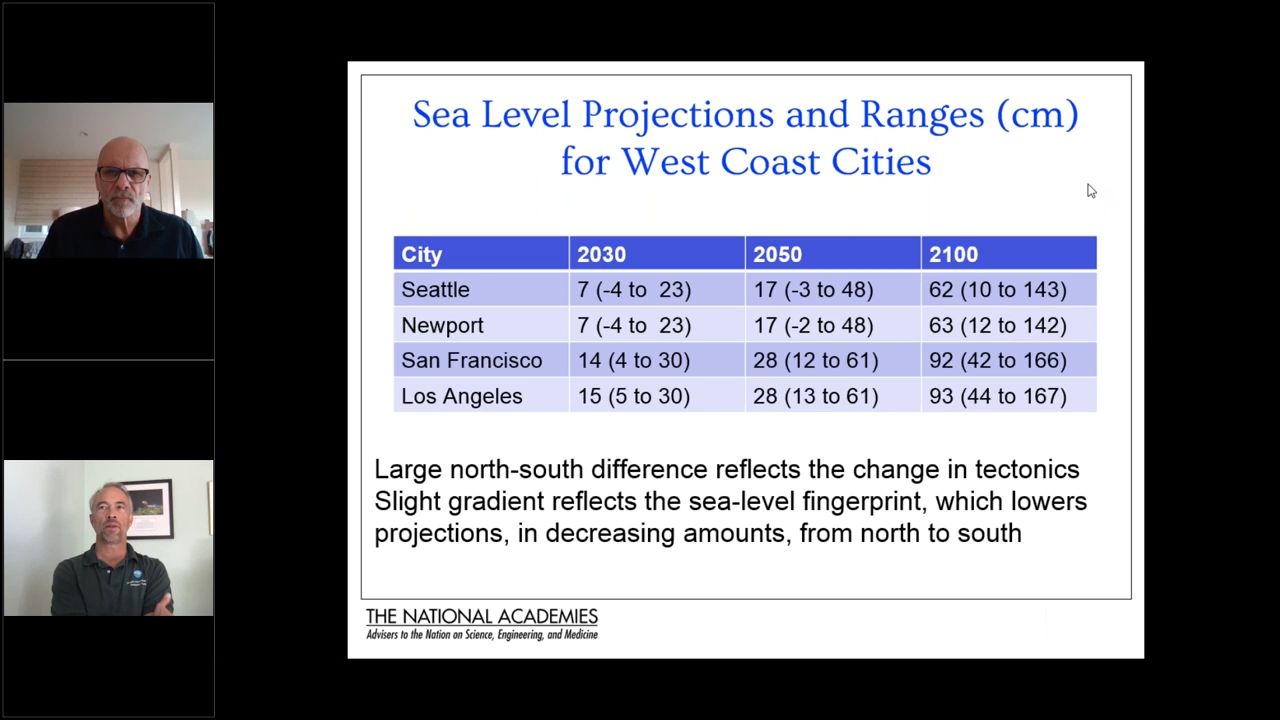 Sea Level Projections and Ranges (cm)
for West Coast Cities
City 2030 2050 2100
Seattle 7 (-4 to 23) 17 (-3 to 48) 62 (10 to 143)
Newport 7 (-4 to 23) 17 (-2 to 48) 63 (12 to 142)
San Francisco 14 (4 to 30) 28 (12 to 61) 92 (42 to 166)
Los Angeles 15 (5 to 30) 28 (13 to 61) 93 (44 to 167)
Large north-south difference reflects the change in tectonics
Slight gradient reflects the sea-level fingerprint, which lowers
projections, in decreasing amounts, from north to south
THE NATIONAL ACADEMIES
Advisers to the Nation on Science, Engineering, and Medicine